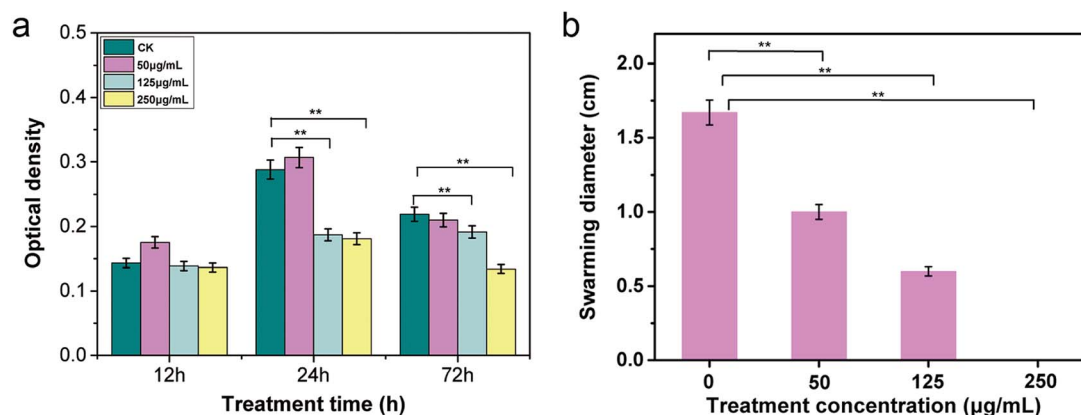 a
0.5
0.4
0.3
0.2
0.1
0.0
Optical density
CK
50μg/mL
125μg/mL
250μg/mL
**
**
**
**
12h
24h
72h
Treatment time (h)
b
2.0
1.5
1.0
0.5
0.0
Swarming diameter (cm)
**
**
**
0
50
125
250
Treatment concentration (μg/mL)